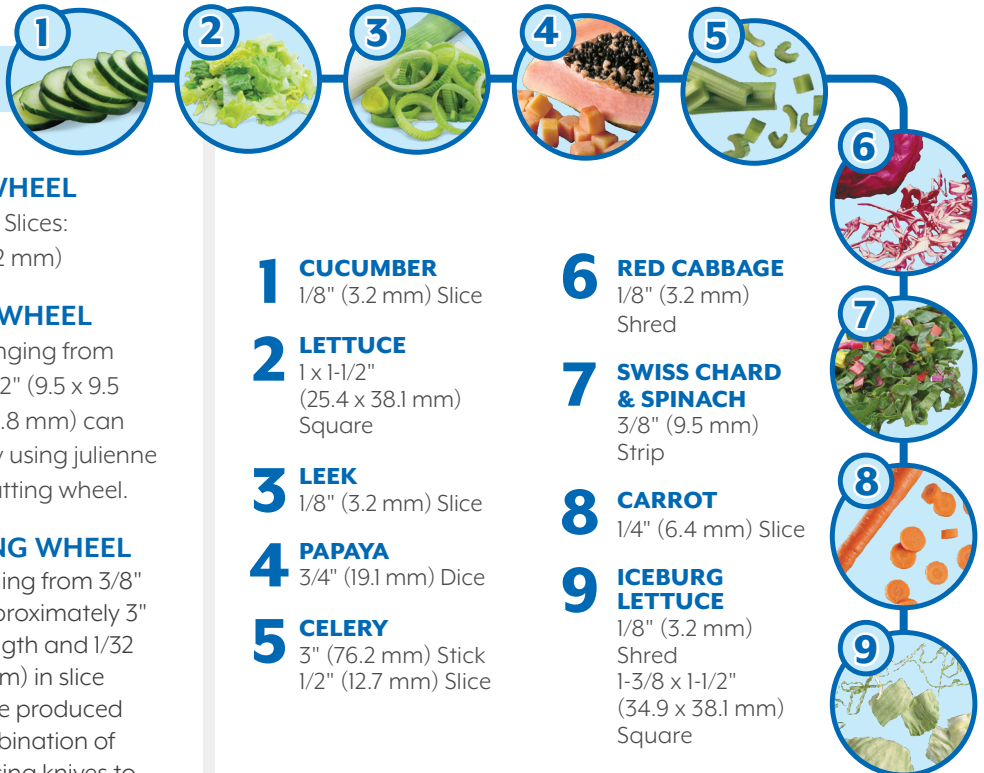 1
2
3
4
5
6
7
8
9
WHEEL
Slices:
2 mm)
WHEEL
nging from
2" (9.5 x 9.5
.8 mm) can
y using julienne
tting wheel.
NG WHEEL
ging from 3/8"
proximately 3"
gth and 1/32
m) in slice
e produced
bination of
1 CUCUMBER
1/8" (3.2 mm) Slice
2 LETTUCE
1 x 1-1/2"
(25.4 x 38.1 mm)
Square
3 LEEK
1/8" (3.2 mm) Slice
4 PAPAYA
3/4" (19.1 mm) Dice
5 CELERY
3" (76.2 mm) Stick
1/2" (12.7 mm) Slice
6 RED CABBAGE
1/8" (3.2 mm)
Shred
7 SWISS CHARD
& SPINACH
3/8" (9.5 mm)
Strip
8 CARROT
1/4" (6.4 mm) Slice
9 ICEBURG
LETTUCE
1/8" (3.2 mm)
Shred
1-3/8 x 1-1/2"
(34.9 x 38.1 mm)
Square